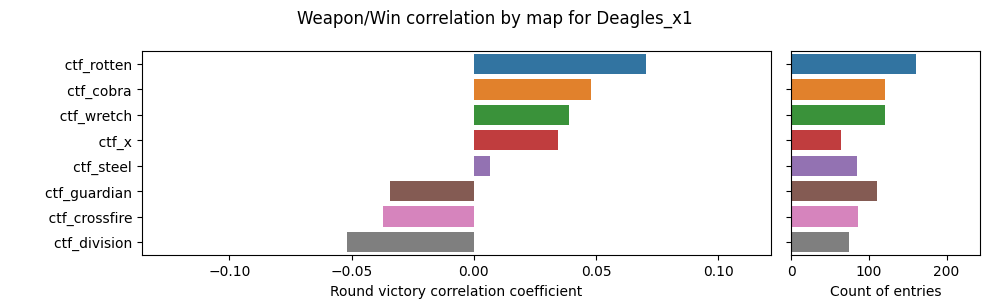 Weapon/Win correlation by map for Deagles_x1
ctf_rotten
ctf_cobra
ctf_wretch
ctf_x
ctf_steel
ctf_guardian
ctf_crossfire
ctf_division
−0.10 −0.05 0.00 0.05 0.10
Round victory correlation coefficient
0 100 200
Count of entries